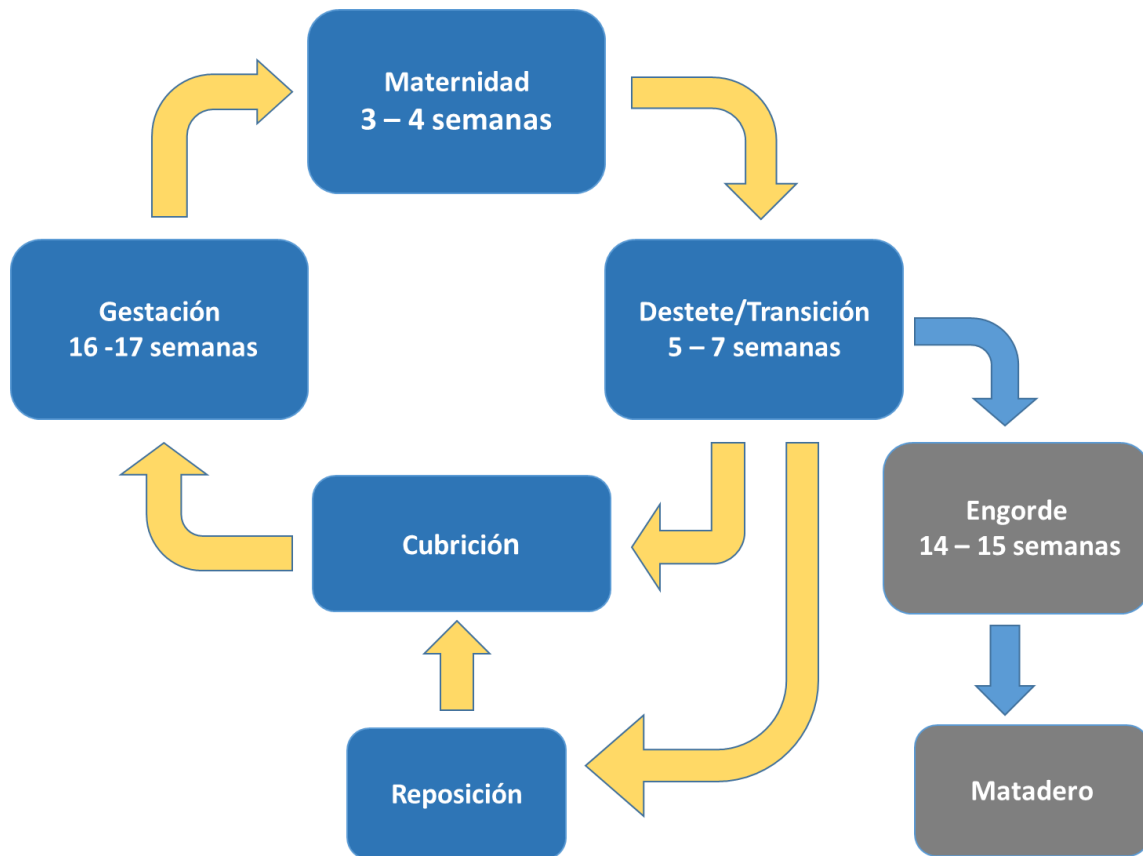 Maternidad
3 – 4 semanas
Gestación
16 -17 semanas
Destete/Transición
5 – 7 semanas
Engorde
14 – 15 semanas
Cubrición
Reposición
Matadero